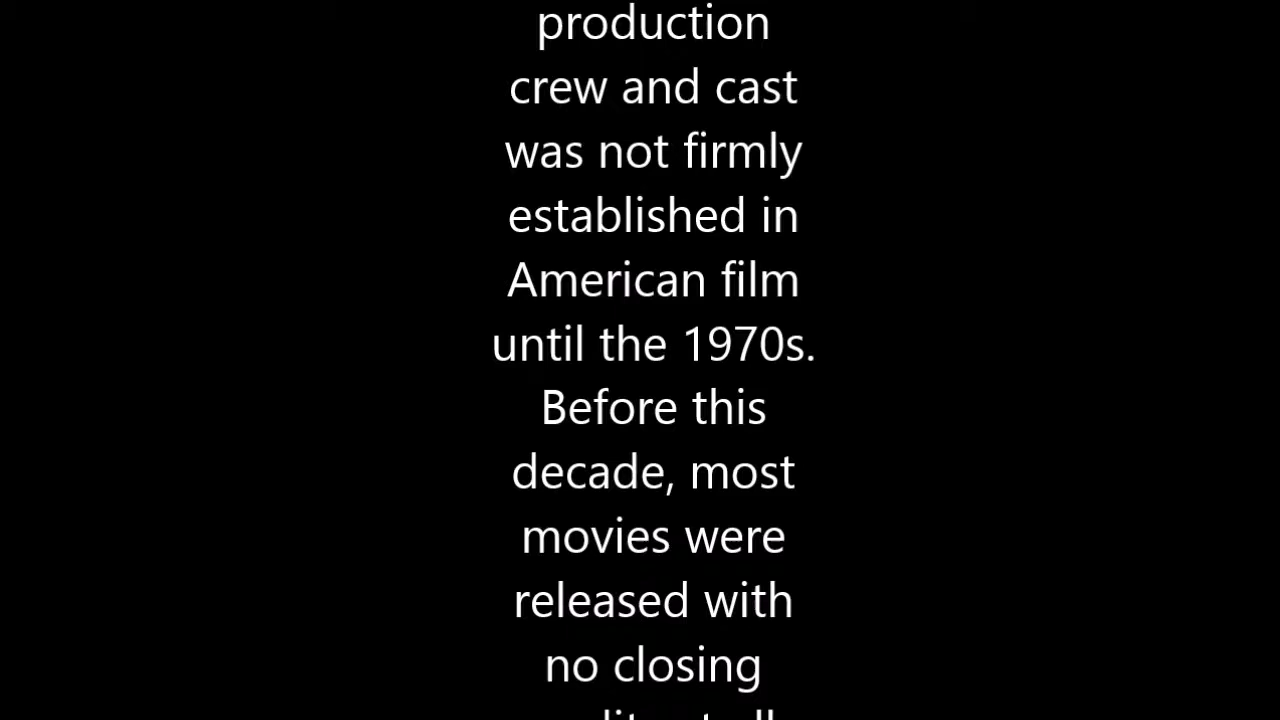 production
crew and cast
was not firmly
established in
American film
until the 1970s.
Before this
decade, most
movies were
released with
no closing